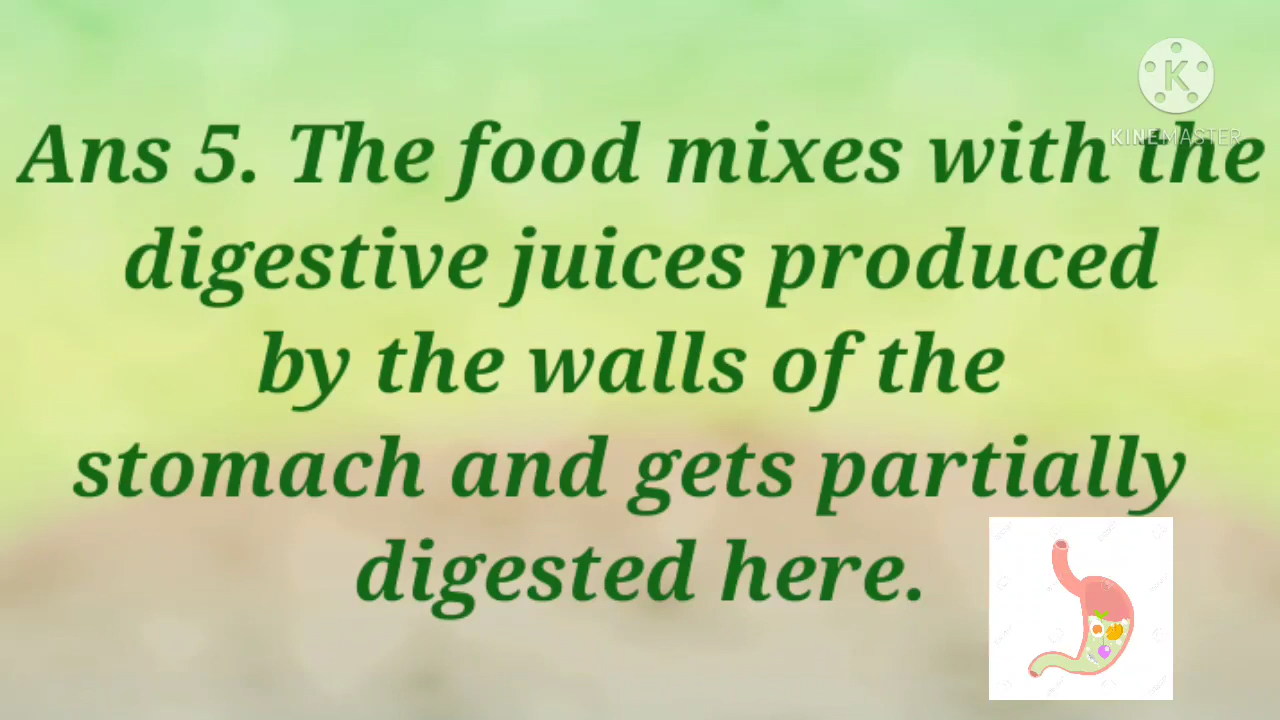 K
KINEMASTER
Ans 5. The food mixes with the
digestive juices produced
by the walls of the
stomach and gets partially
digested here.